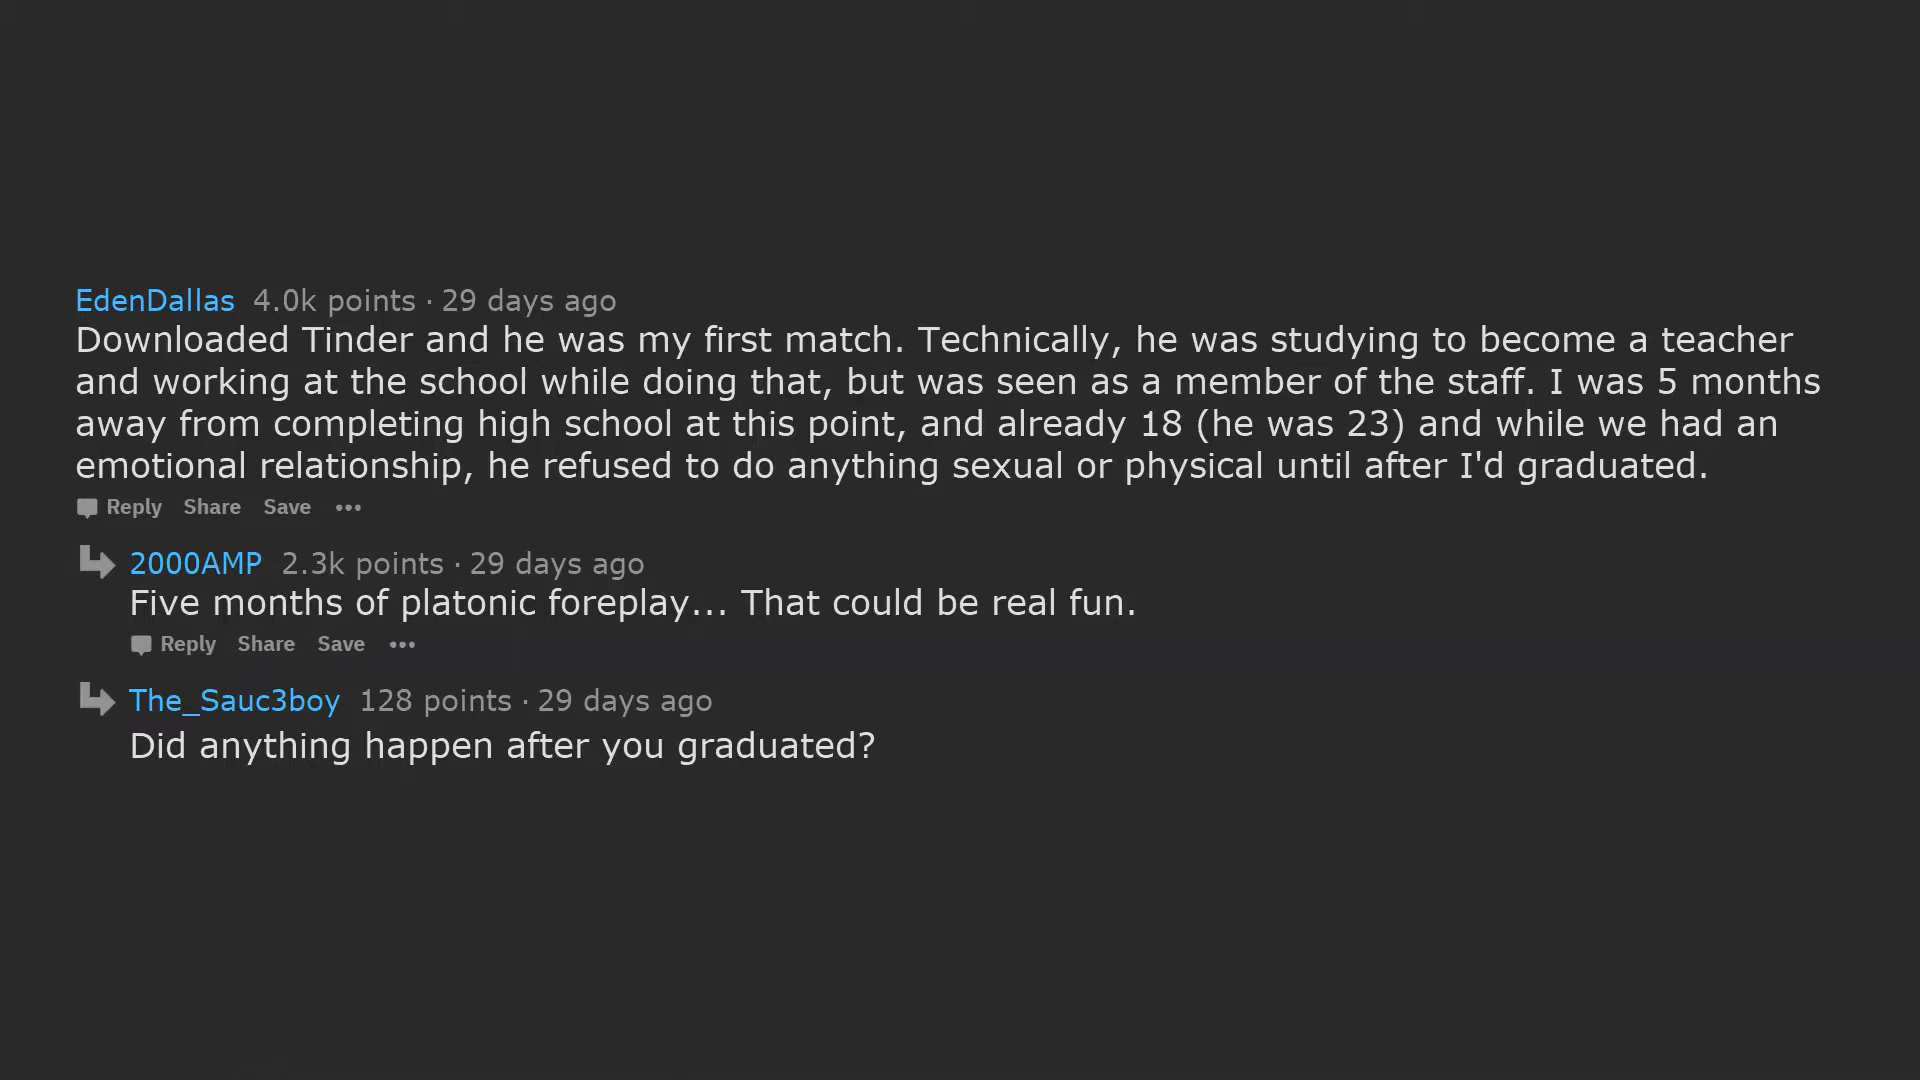 EdenDallas 4.0k points · 29 days ago
Downloaded Tinder and he was my first match. Technically, he was studying to become a teacher
and working at the school while doing that, but was seen as a member of the staff. I was 5 months
away from completing high school at this point, and already 18 (he was 23) and while we had an
emotional relationship, he refused to do anything sexual or physical until after I'd graduated.
Reply Share Save •••
2000AMP 2.3k points · 29 days ago
Five months of platonic foreplay... That could be real fun.
Reply Share Save •••
The_Sauc3boy 128 points · 29 days ago
Did anything happen after you graduated?